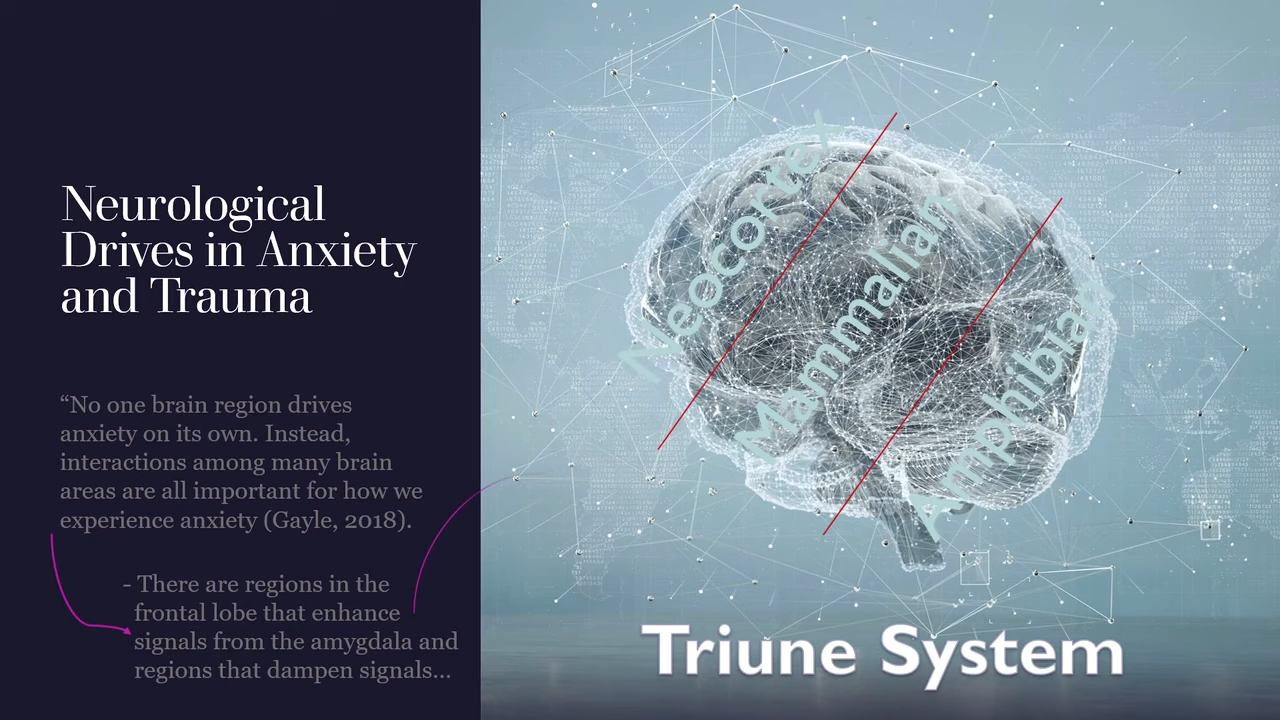 Neurological
Drives in Anxiety
and Trauma
“No one brain region drives
anxiety on its own. Instead,
interactions among many brain
areas are all important for how we
experience anxiety (Gayle, 2018).
- There are regions in the
frontal lobe that enhance
signals from the amygdala and
regions that dampen signals...
Neocortex
Mammalian
Amphibian
Triune System